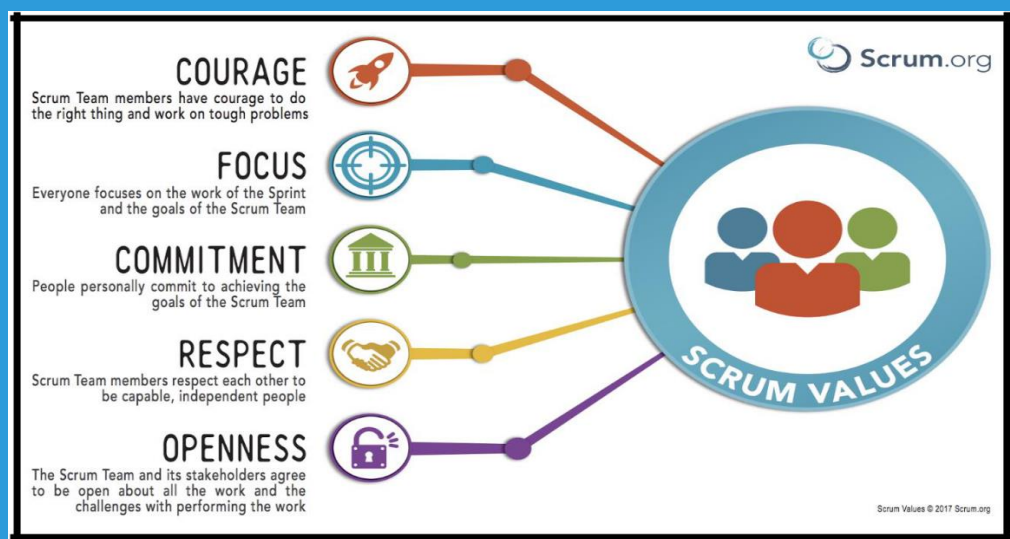 Scrum.org
COURAGE
Scrum Team members have courage to do
the right thing and work on tough problems
FOCUS
Everyone focuses on the work of the Sprint
and the goals of the Scrum Team
COMMITMENT
People personally commit to achieving the
goals of the Scrum Team
RESPECT
Scrum Team members respect each other to
be capable, independent people
OPENNESS
The Scrum Team and its stakeholders agree
to be open about all the work and the
challenges with performing the work
SCRUM VALUES
Scrum Values © 2017 Scrum.org